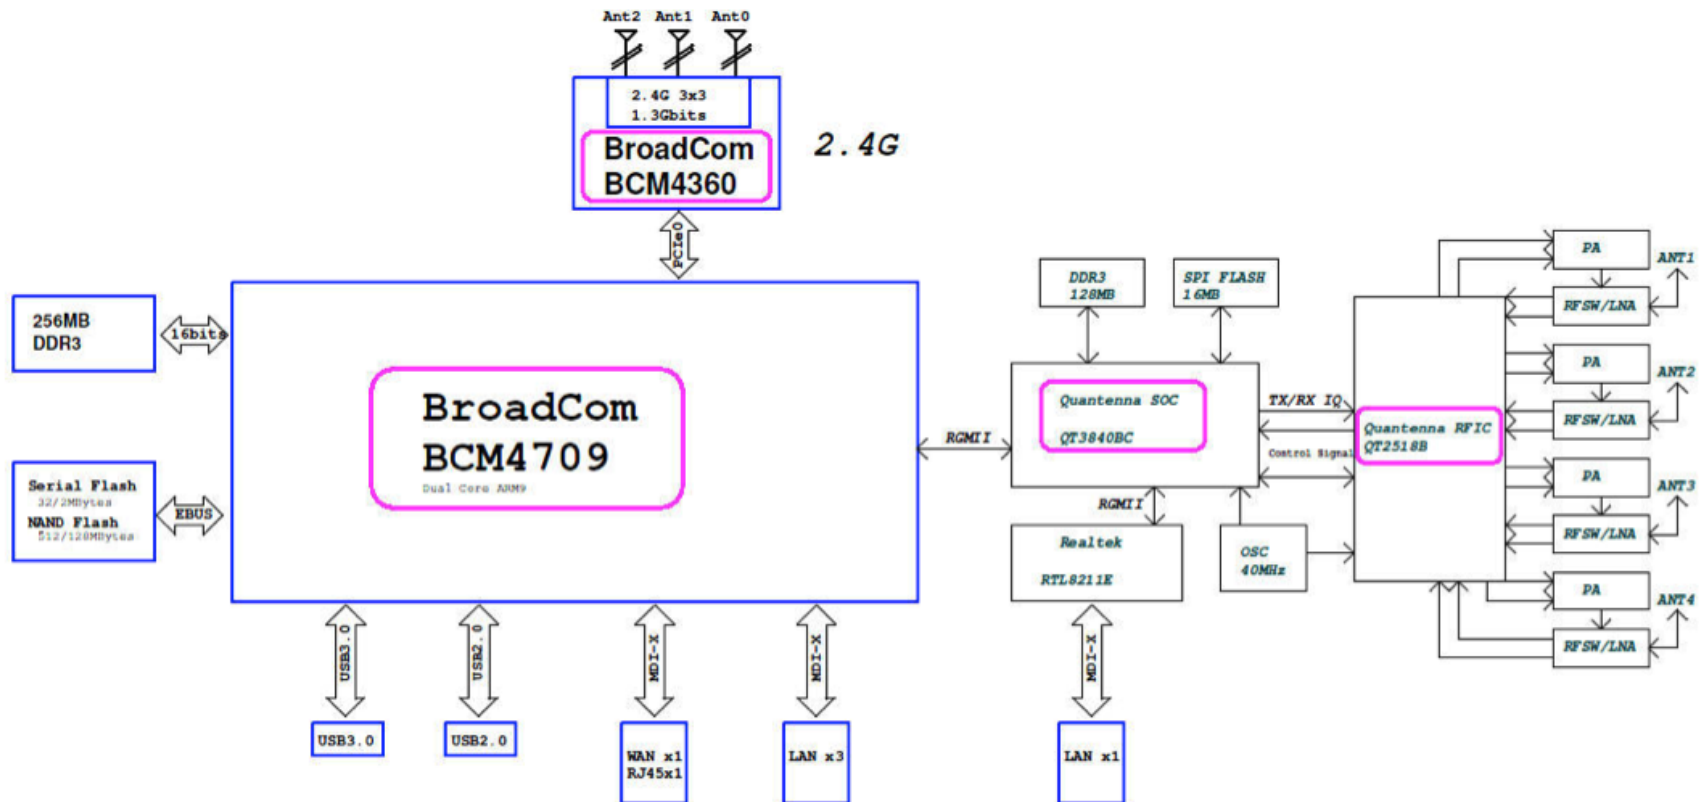 Ant2 Ant1 Ant0
2.4G 3x3
1.3Gbits
BroadCom
BCM4360
2.4G
PCIe0
256MB
DDR3
16bits
BroadCom
BCM4709
Dual Core ARM9
Serial Flash
32/2MBytes
NAND Flash
512/128MBytes
EBUS
USB3.0
USB2.0
MDI-X
MDI-X
USB3.0
USB2.0
WAN x1
RJ45x1
LAN x3
RGMII
DDR3
128MB
SPI FLASH
16MB
Quantenna SOC
QT3840BC
TX/RX IQ
Control Signal
RGMII
Realtek
RTL8211E
OSC
40MHz
MDI-X
LAN x1
Quantenna RFIC
QT2518B
PA
ANT1
RFSW/LNA
PA
ANT2
RFSW/LNA
PA
ANT3
RFSW/LNA
PA
ANT4
RFSW/LNA